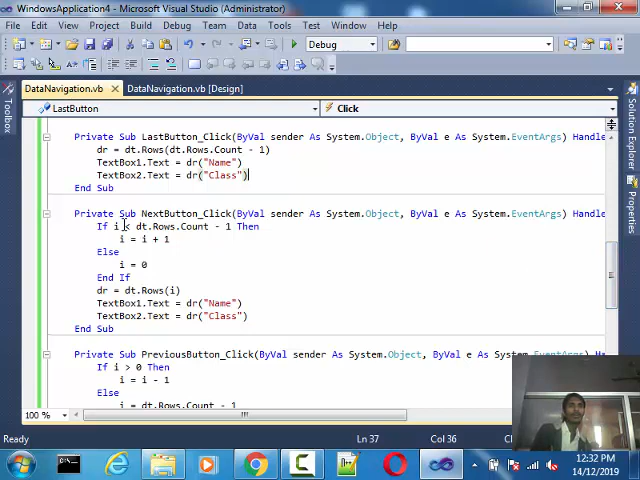 WindowsApplication4 - Microsoft Visual Studio
File Edit View Project Build Debug Team Data Tools Test Window Help
Debug
DataNavigation.vb DataNavigation.vb [Design]
LastButton Click
Toolbox
Solution Explorer
Properties
Private Sub LastButton_Click(ByVal sender As System.Object, ByVal e As System.EventArgs) Handle
dr = dt.Rows(dt.Rows.Count - 1)
TextBox1.Text = dr("Name")
TextBox2.Text = dr("Class")
End Sub
Private Sub NextButton_Click(ByVal sender As System.Object, ByVal e As System.EventArgs) Handle
If i < dt.Rows.Count - 1 Then
i = i + 1
Else
i = 0
End If
dr = dt.Rows(i)
TextBox1.Text = dr("Name")
TextBox2.Text = dr("Class")
End Sub
Private Sub PreviousButton_Click(ByVal sender As System.Object, ByVal e As System.EventArgs) Ha
If i > 0 Then
i = i - 1
Else
i = dt.Rows.Count - 1
100 %
Ready Ln 37 Col 36
12:32 PM
14/12/2019